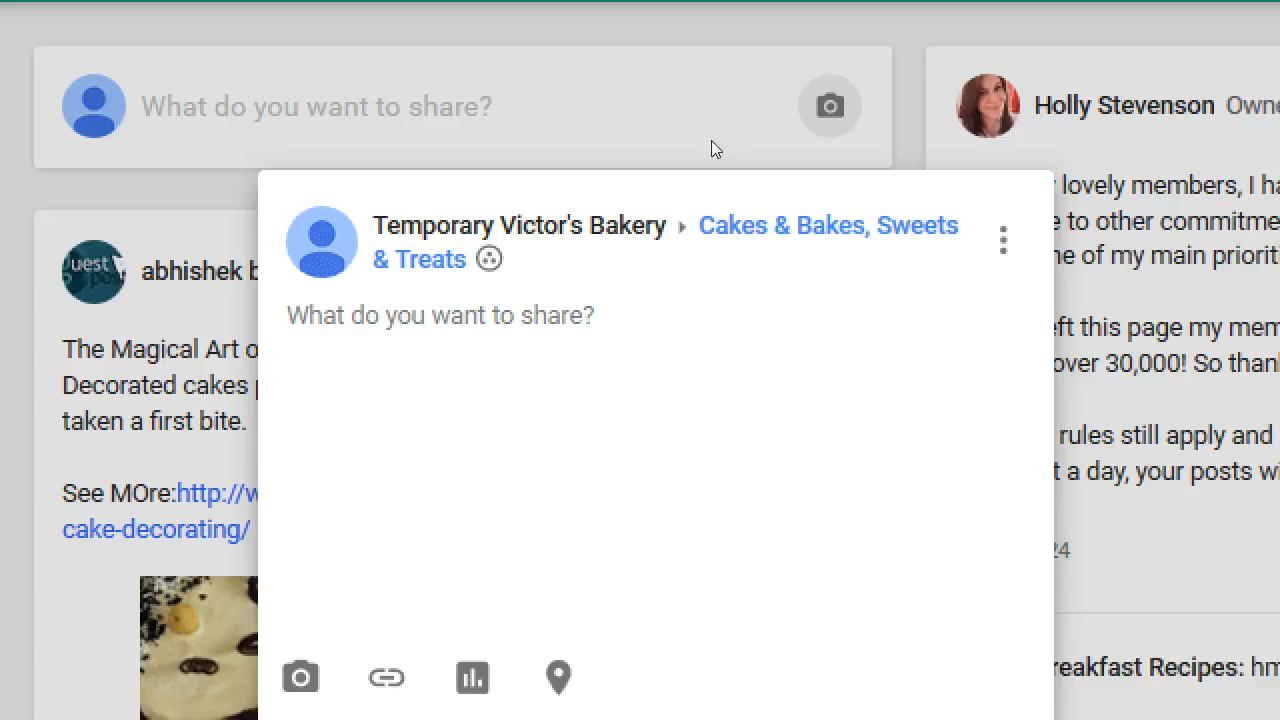 What do you want to share?
Holly Stevenson Owne
lovely members, I ha
e to other commitme
ne of my main prioriti
eft this page my mem
over 30,000! So than
rules still apply and
t a day, your posts wi
24
reakfast Recipes: hm
uest
abhishek b
The Magical Art o
Decorated cakes p
taken a first bite.
See MOre:http://w
cake-decorating/
Temporary Victor's Bakery Cakes & Bakes, Sweets
& Treats
What do you want to share?